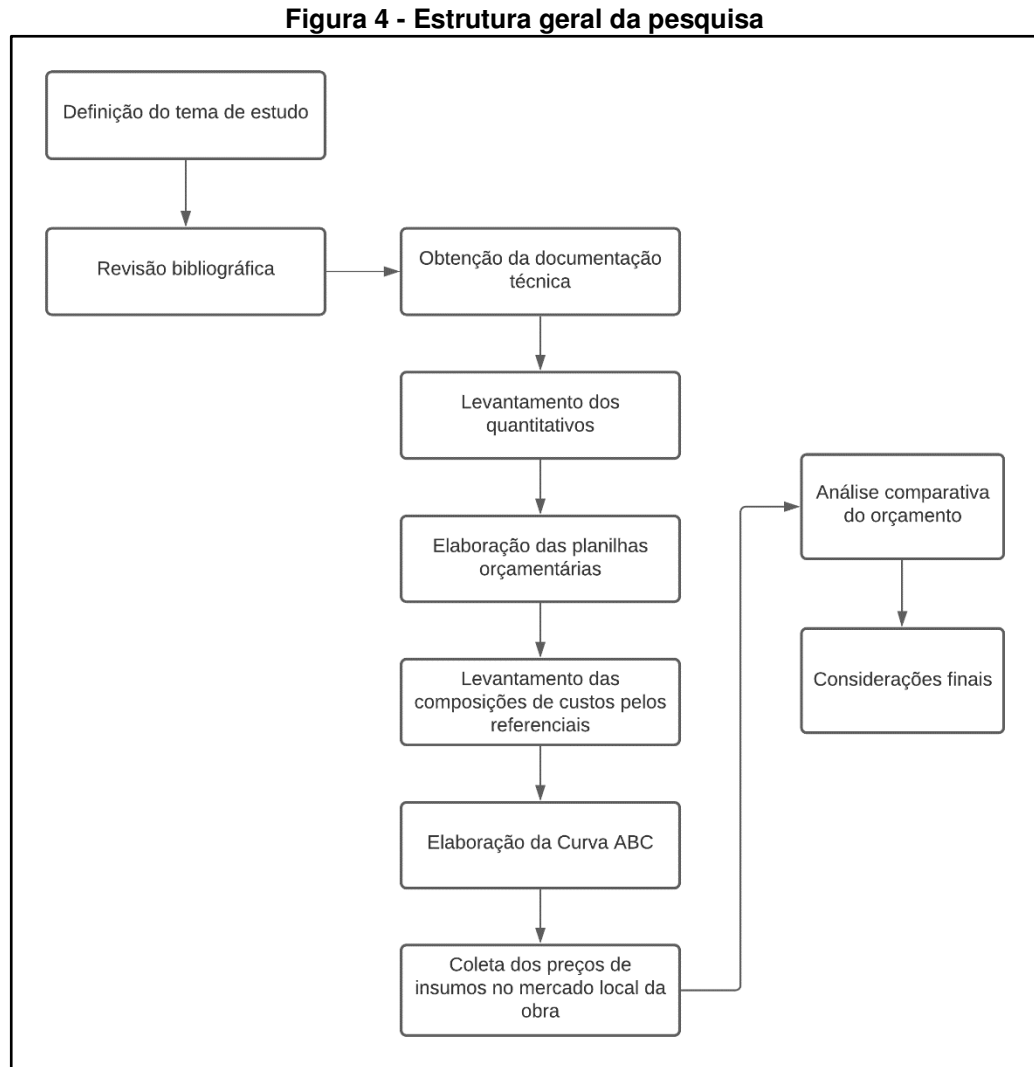 Figura 4 - Estrutura geral da pesquisa
Definição do tema de estudo
Revisão bibliográfica
Obtenção da documentação
técnica
Levantamento dos
quantitativos
Elaboração das planilhas
orçamentárias
Levantamento das
composições de custos pelos
referenciais
Elaboração da Curva ABC
Coleta dos preços de
insumos no mercado local da
obra
Análise comparativa
do orçamento
Considerações finais